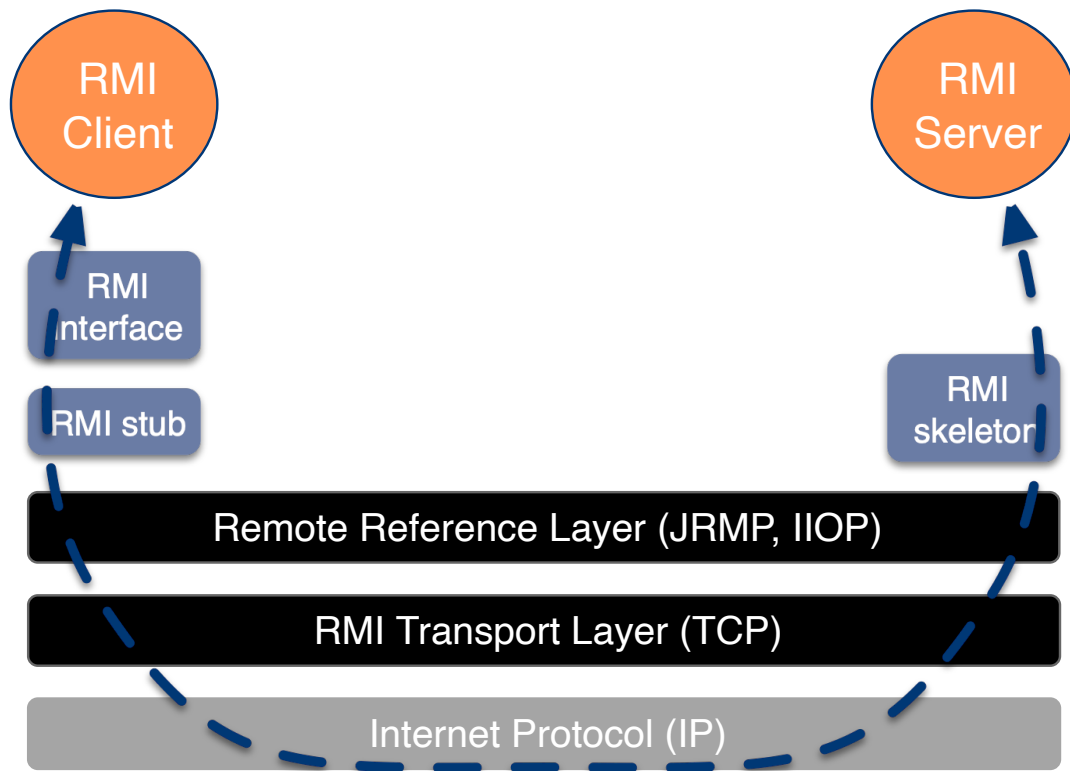 RMI
Client
RMI
Server
RMI
Interface
RMI stub
RMI
skeleton
Remote Reference Layer (JRMP, IIOP)
RMI Transport Layer (TCP)
Internet Protocol (IP)